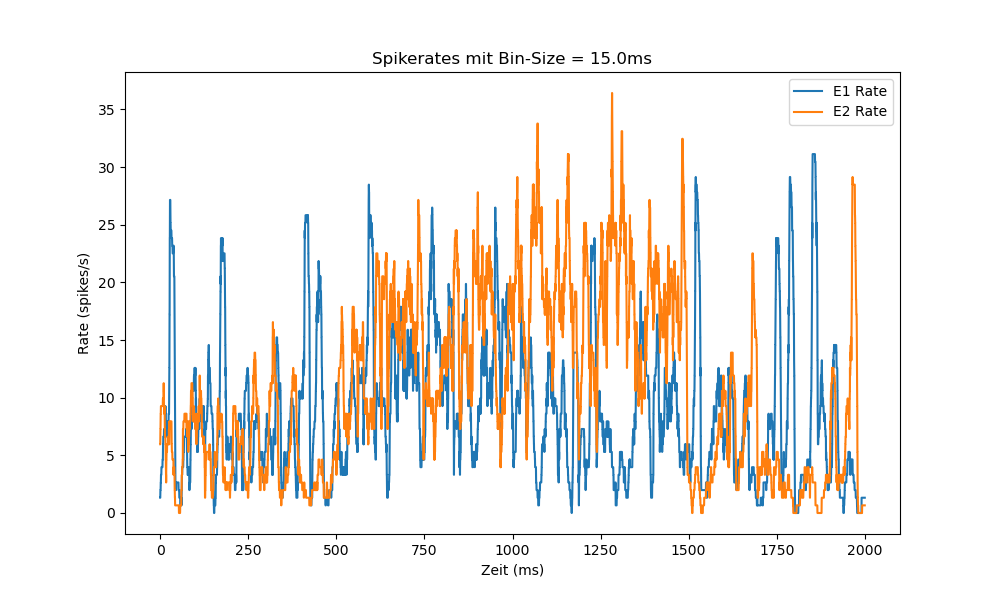 Spikerates mit Bin-Size = 15.0ms
E1 Rate
E2 Rate
35
30
25
20
15
10
5
0
Rate (spikes/s)
0 250 500 750 1000 1250 1500 1750 2000
Zeit (ms)